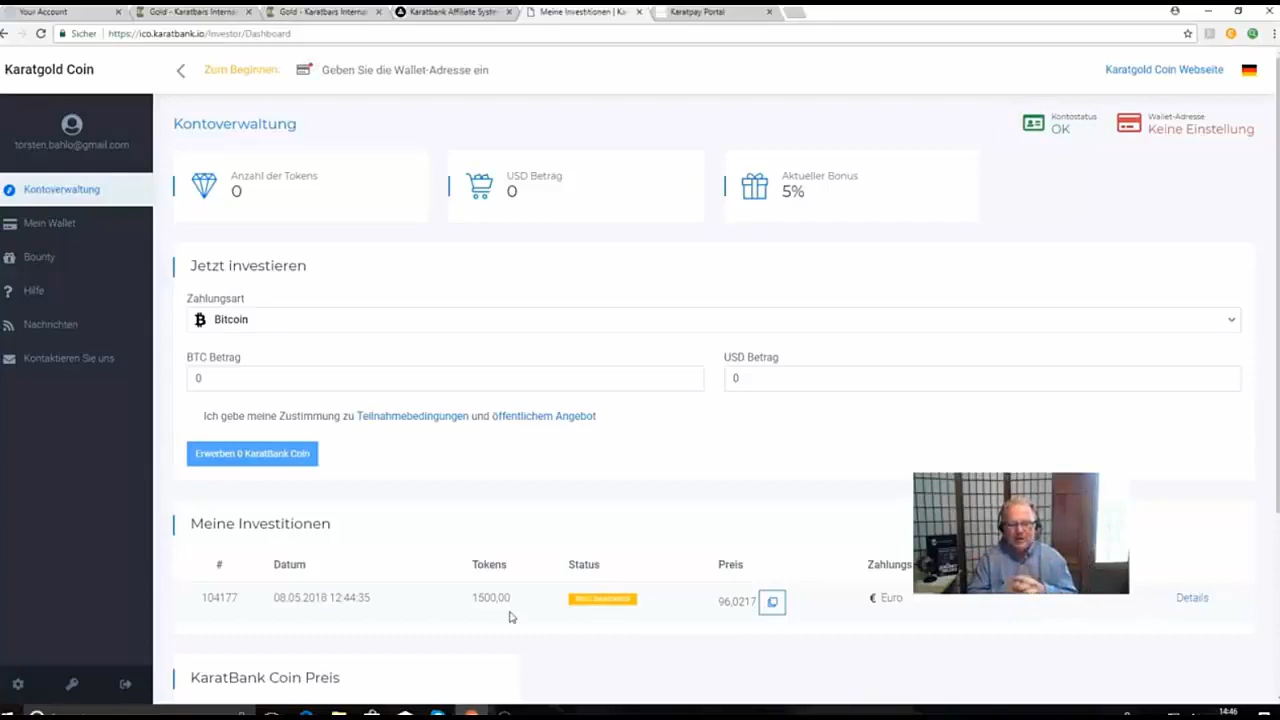 Your Account
Gold - Karatbars Interna
Gold - Karatbars Interna
Karatbank Affiliate Syste
Meine Investitionen | Ka
Karatpay Portal
Sicher
https://ico.karatbank.io/Investor/Dashboard
Karatgold Coin
Zum Beginnen:
Geben Sie die Wallet-Adresse ein
Karatgold Coin Webseite
torsten.bahlo@gmail.com
Kontoverwaltung
Mein Wallet
Bounty
Hilfe
Nachrichten
Kontaktieren Sie uns
Kontoverwaltung
Kontostatus
OK
Wallet-Adresse
Keine Einstellung
Anzahl der Tokens
0
USD Betrag
0
Aktueller Bonus
5%
Jetzt investieren
Zahlungsart
Bitcoin
BTC Betrag
USD Betrag
0
0
Ich gebe meine Zustimmung zu Teilnahmebedingungen und öffentlichem Angebot
Erwerben 0 KaratBank Coin
Meine Investitionen
# Datum Tokens Status Preis Zahlungs
104177 08.05.2018 12:44:35 1500,00 96,0217 € Euro Details
KaratBank Coin Preis
14:46